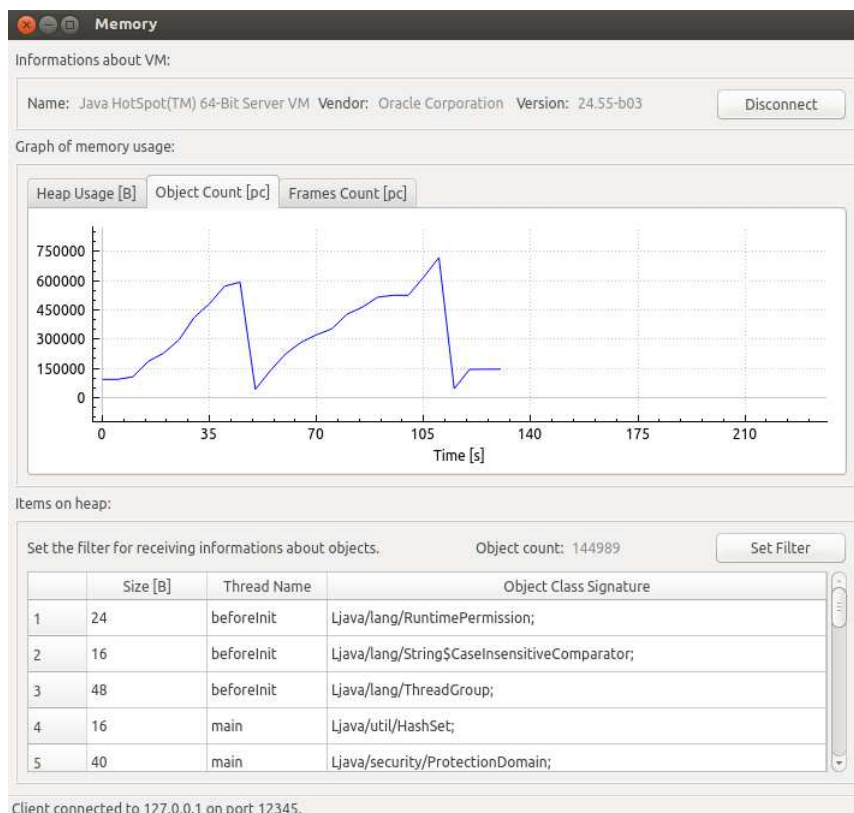 Memory
Informations about VM:
Name: Java HotSpot(TM) 64-Bit Server VM Vendor: Oracle Corporation Version: 24.55-b03 Disconnect
Graph of memory usage:
Heap Usage [B] Object Count [pc] Frames Count [pc]
750000
600000
450000
300000
150000
0
0 35 70 105 140 175 210
Time [s]
Items on heap:
Set the filter for receiving informations about objects. Object count: 144989 Set Filter
Size [B] Thread Name Object Class Signature
1 24 beforeInit Ljava/lang/RuntimePermission;
2 16 beforeInit Ljava/lang/String$CaseInsensitiveComparator;
3 48 beforeInit Ljava/lang/ThreadGroup;
4 16 main Ljava/util/HashSet;
5 40 main Ljava/security/ProtectionDomain;
Client connected to 127.0.0.1 on port 12345.